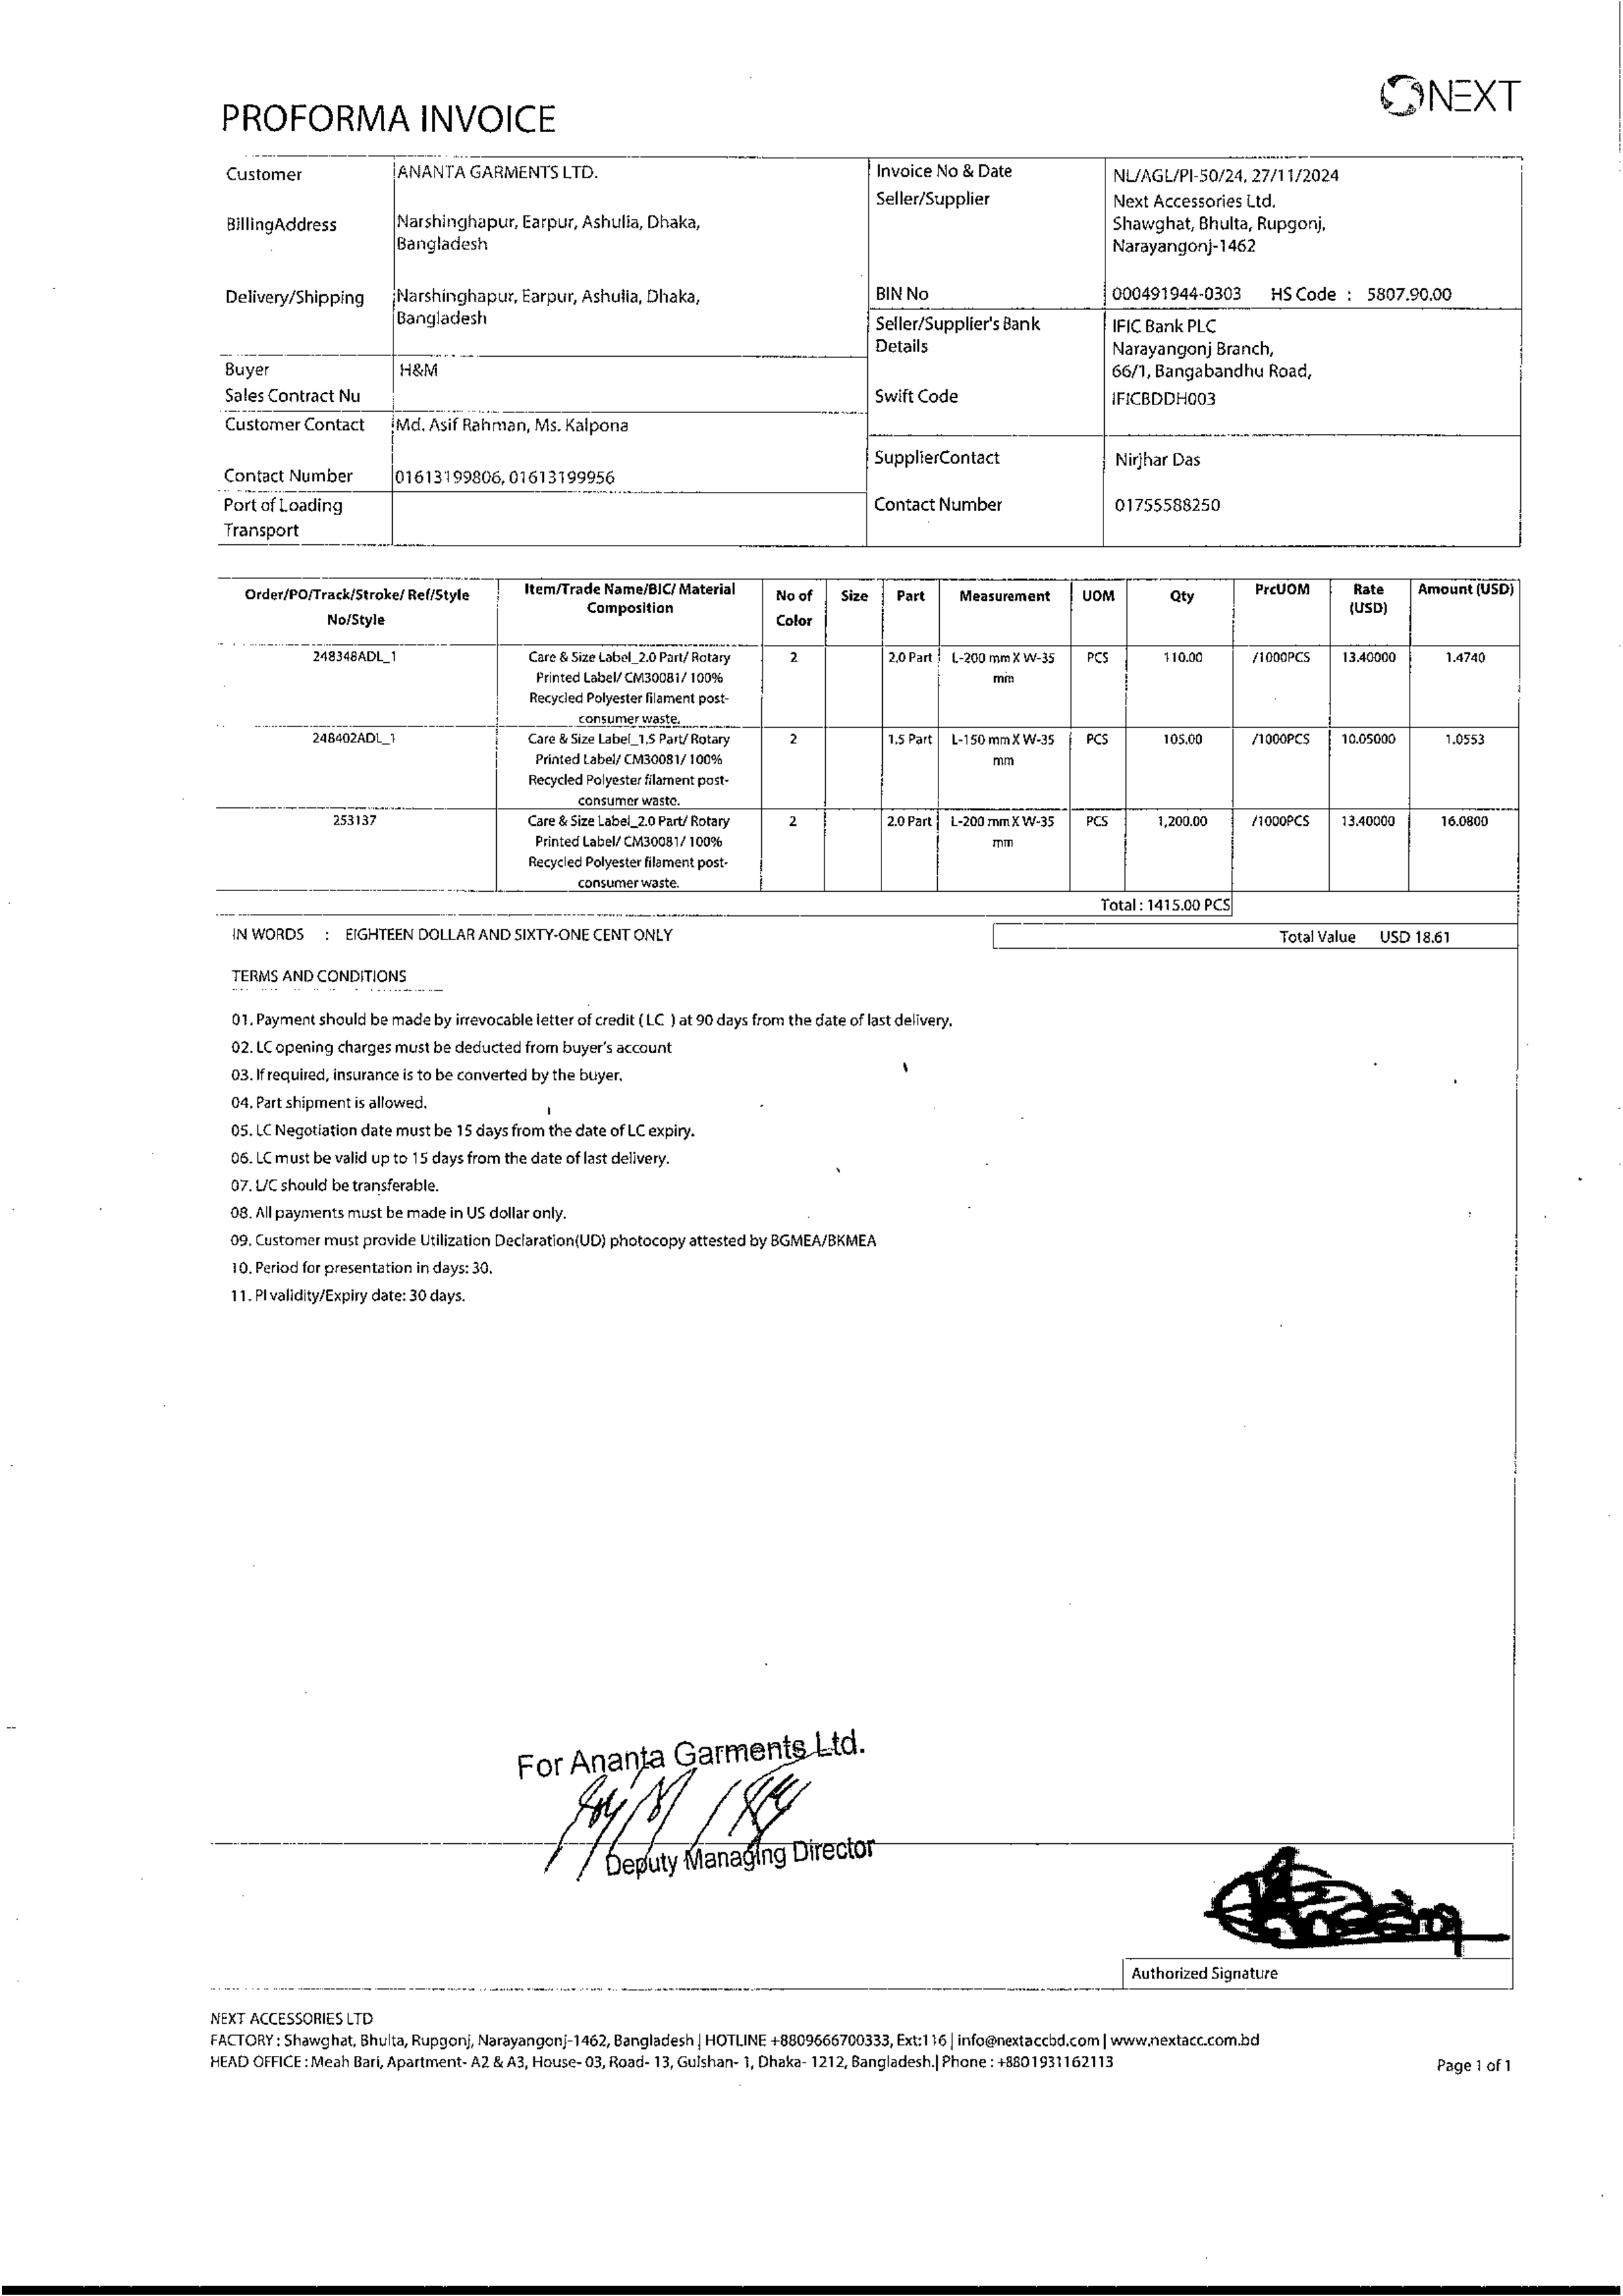 NEXT
PROFORMA INVOICE
Customer ANANTA GARMENTS LTD.
BillingAddress Narshinghapur, Earpur, Ashulia, Dhaka,
Bangladesh
Delivery/Shipping Narshinghapur, Earpur, Ashulia, Dhaka,
Bangladesh
Buyer H&M
Sales Contract Nu
Customer Contact Md. Asif Rahman, Ms. Kalpona
Contact Number 01613199806, 01613199956
Port of Loading
Transport
Invoice No & Date NL/AGL/PI-50/24, 27/11/2024
Seller/Supplier Next Accessories Ltd.
Shawghat, Bhulta, Rupgonj,
Narayangonj-1462
BIN No 000491944-0303 HS Code : 5807.90.00
Seller/Supplier's Bank IFIC Bank PLC
Details Narayangonj Branch,
66/1, Bangabandhu Road,
Swift Code IFICBDDH003
SupplierContact Nirjhar Das
Contact Number 01755588250
Order/PO/Track/Stroke/ Ref/Style Item/Trade Name/BIC/ Material No of Size Part Measurement UOM Qty PrcUOM Rate Amount (USD)
No/Style Composition Color (USD)
248348ADL_1 Care & Size Label_2.0 Part/ Rotary 2 2.0 Part L-200 mm X W-35 PCS 110.00 /1000PCS 13.40000 1.4740
Printed Label/ CM30081/ 100% mm
Recycled Polyester filament post-
consumer waste.
248402ADL_1 Care & Size Label_1.5 Part/ Rotary 2 1.5 Part L-150 mm X W-35 PCS 105.00 /1000PCS 10.05000 1.0553
Printed Label/ CM30081/ 100% mm
Recycled Polyester filament post-
consumer waste.
253137 Care & Size Label_2.0 Part/ Rotary 2 2.0 Part L-200 mm X W-35 PCS 1,200.00 /1000PCS 13.40000 16.0800
Printed Label/ CM30081/ 100% mm
Recycled Polyester filament post-
consumer waste.
Total : 1415.00 PCS
IN WORDS : EIGHTEEN DOLLAR AND SIXTY-ONE CENT ONLY Total Value USD 18.61
TERMS AND CONDITIONS
01. Payment should be made by irrevocable letter of credit ( LC ) at 90 days from the date of last delivery.
02. LC opening charges must be deducted from buyer's account
03. If required, insurance is to be converted by the buyer.
04. Part shipment is allowed.
05. LC Negotiation date must be 15 days from the date of LC expiry.
06. LC must be valid up to 15 days from the date of last delivery.
07. L/C should be transferable.
08. All payments must be made in US dollar only.
09. Customer must provide Utilization Declaration(UD) photocopy attested by BGMEA/BKMEA
10. Period for presentation in days: 30.
11. PI validity/Expiry date: 30 days.
For Ananta Garments Ltd.
Deputy Managing Director
Authorized Signature
NEXT ACCESSORIES LTD
FACTORY : Shawghat, Bhulta, Rupgonj, Narayangonj-1462, Bangladesh | HOTLINE +8809666700333, Ext:116 | info@nextaccbd.com | www.nextacc.com.bd
HEAD OFFICE : Meah Bari, Apartment- A2 & A3, House- 03, Road- 13, Gulshan- 1, Dhaka- 1212, Bangladesh.| Phone : +8801931162113
Page 1 of 1